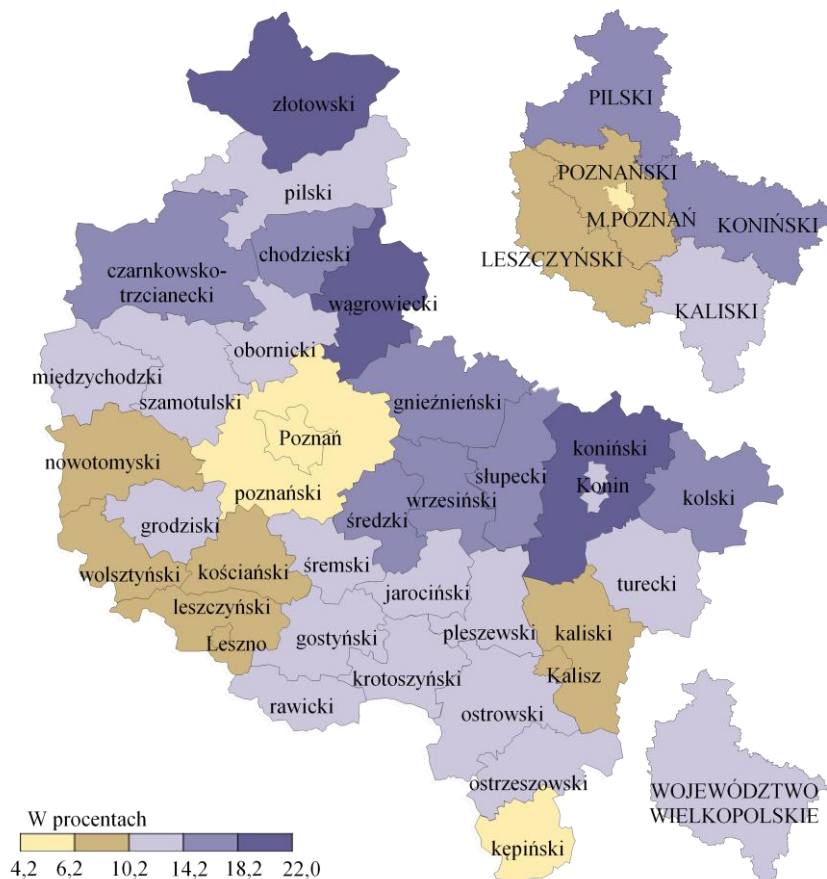 złotowski
PILSKI
pilski
POZNAŃSKI
chodzieski
M.POZNAŃ
KONIŃSKI
LESZCZYŃSKI
czarnkowsko-
trzcianecki
wągrowiecki
KALISKI
obornicki
międzychodzki
szamotulski
gnieźnieński
Poznań
koniński
nowotomyski
słupecki
Konin
poznański
wrzesiński
kolski
grodziski
średzki
wolsztyński
kościański
śremski
jarociński
turecki
leszczyński
gostyński
pleszewski
kaliski
Leszno
krotoszyński
Kalisz
rawicki
ostrowski
ostrzeszowski
WOJEWÓDZTWO
WIELKOPOLSKIE
kępiński
W procentach
4,2 6,2 10,2 14,2 18,2 22,0